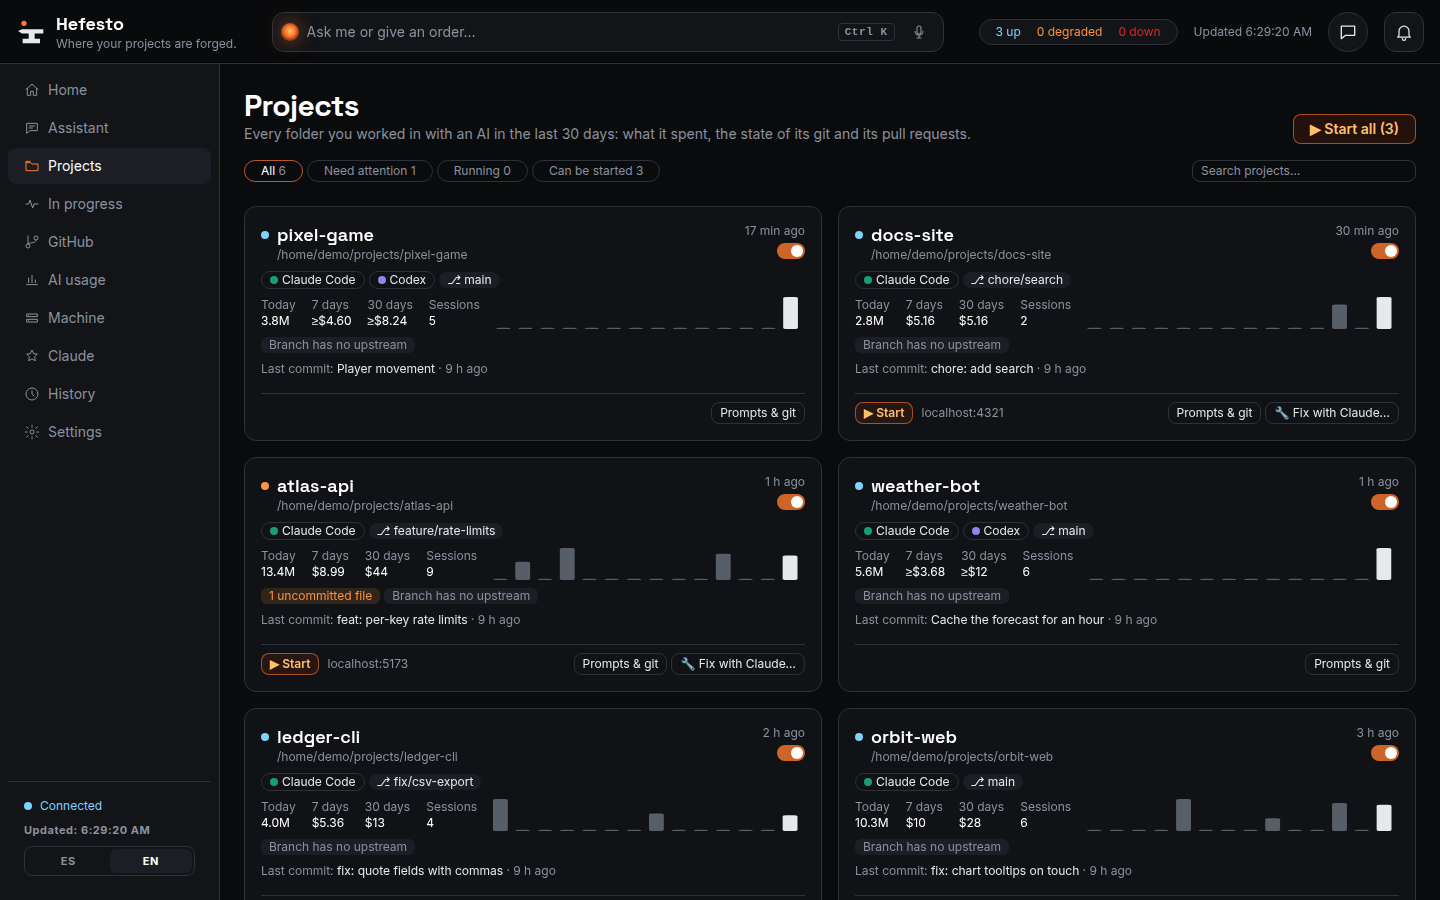 Hefesto
Where your projects are forged.
Ask me or give an order...
Ctrl K
3 up 0 degraded 0 down
Updated 6:29:20 AM
Home
Assistant
Projects
In progress
GitHub
AI usage
Machine
Claude
History
Settings
Connected
Updated: 6:29:20 AM
ES EN
Projects
Every folder you worked in with an AI in the last 30 days: what it spent, the state of its git and its pull requests.
▶ Start all (3)
All 6
Need attention 1
Running 0
Can be started 3
Search projects...
pixel-game
17 min ago
/home/demo/projects/pixel-game
Claude Code Codex ⎇ main
Today 7 days 30 days Sessions
3.8M ≥$4.60 ≥$8.24 5
Branch has no upstream
Last commit: Player movement · 9 h ago
Prompts & git
docs-site
30 min ago
/home/demo/projects/docs-site
Claude Code ⎇ chore/search
Today 7 days 30 days Sessions
2.8M $5.16 $5.16 2
Branch has no upstream
Last commit: chore: add search · 9 h ago
▶ Start localhost:4321 Prompts & git 🔧 Fix with Claude...
atlas-api
1 h ago
/home/demo/projects/atlas-api
Claude Code ⎇ feature/rate-limits
Today 7 days 30 days Sessions
13.4M $8.99 $44 9
1 uncommitted file Branch has no upstream
Last commit: feat: per-key rate limits · 9 h ago
▶ Start localhost:5173 Prompts & git 🔧 Fix with Claude...
weather-bot
1 h ago
/home/demo/projects/weather-bot
Claude Code Codex ⎇ main
Today 7 days 30 days Sessions
5.6M ≥$3.68 ≥$12 6
Branch has no upstream
Last commit: Cache the forecast for an hour · 9 h ago
Prompts & git
ledger-cli
2 h ago
/home/demo/projects/ledger-cli
Claude Code ⎇ fix/csv-export
Today 7 days 30 days Sessions
4.0M $5.36 $13 4
Branch has no upstream
Last commit: fix: quote fields with commas · 9 h ago
orbit-web
3 h ago
/home/demo/projects/orbit-web
Claude Code ⎇ main
Today 7 days 30 days Sessions
10.3M $10 $28 6
Branch has no upstream
Last commit: fix: chart tooltips on touch · 9 h ago